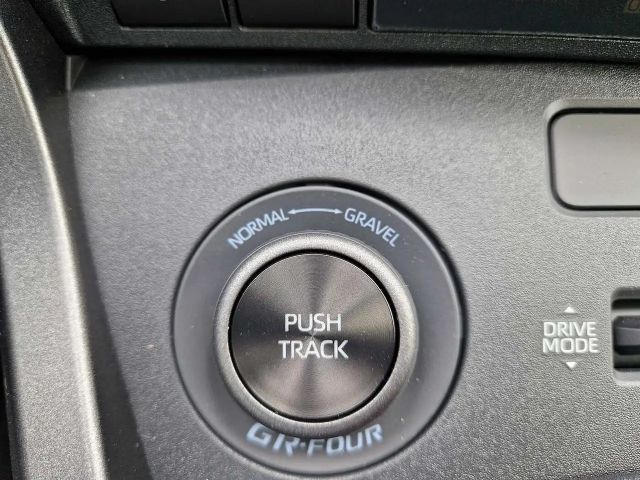 NORMAL GRAVEL
PUSH
TRACK
GR-FOUR
DRIVE
MODE